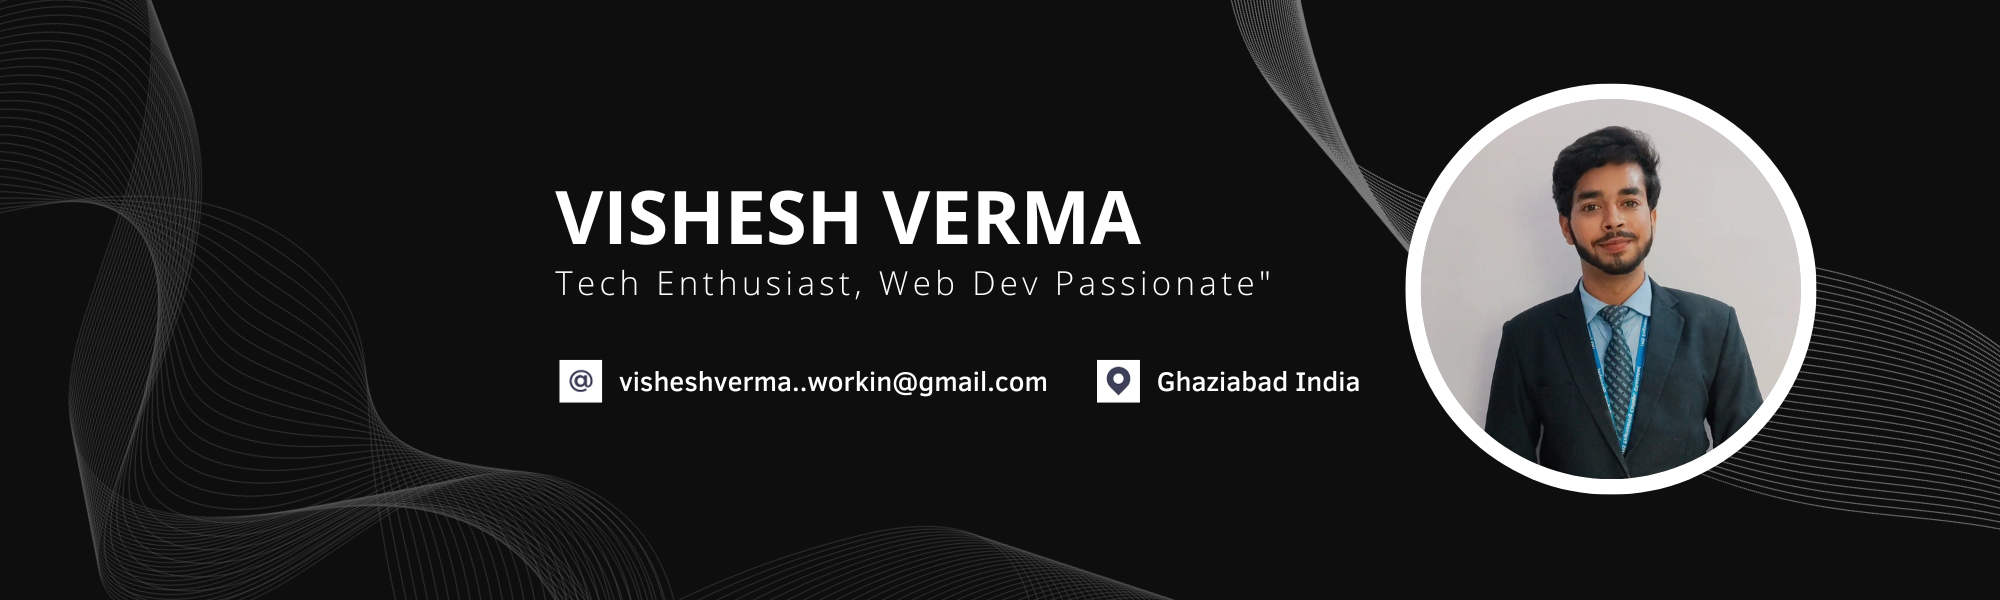 VISHESH VERMA
Tech Enthusiast, Web Dev Passionate"
@ visheshverma..workin@gmail.com
Ghaziabad India